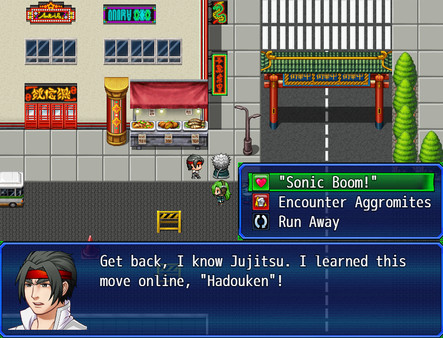 "Sonic Boom!"
Encounter Aggromites
Run Away
Get back, I know Jujitsu. I learned this
move online, "Hadouken"!